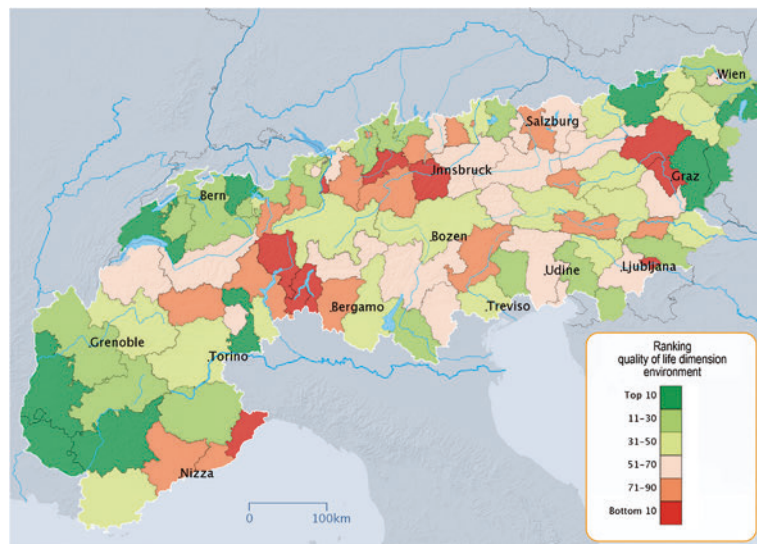 Wien
Salzburg
Innsbruck
Graz
Bern
Bozen
Udine
Ljubljana
Bergamo
Treviso
Grenoble
Torino
Nizza
0
100km
Ranking
quality of life dimension
environment
Top 10
11-30
31-50
51-70
71-90
Bottom 10